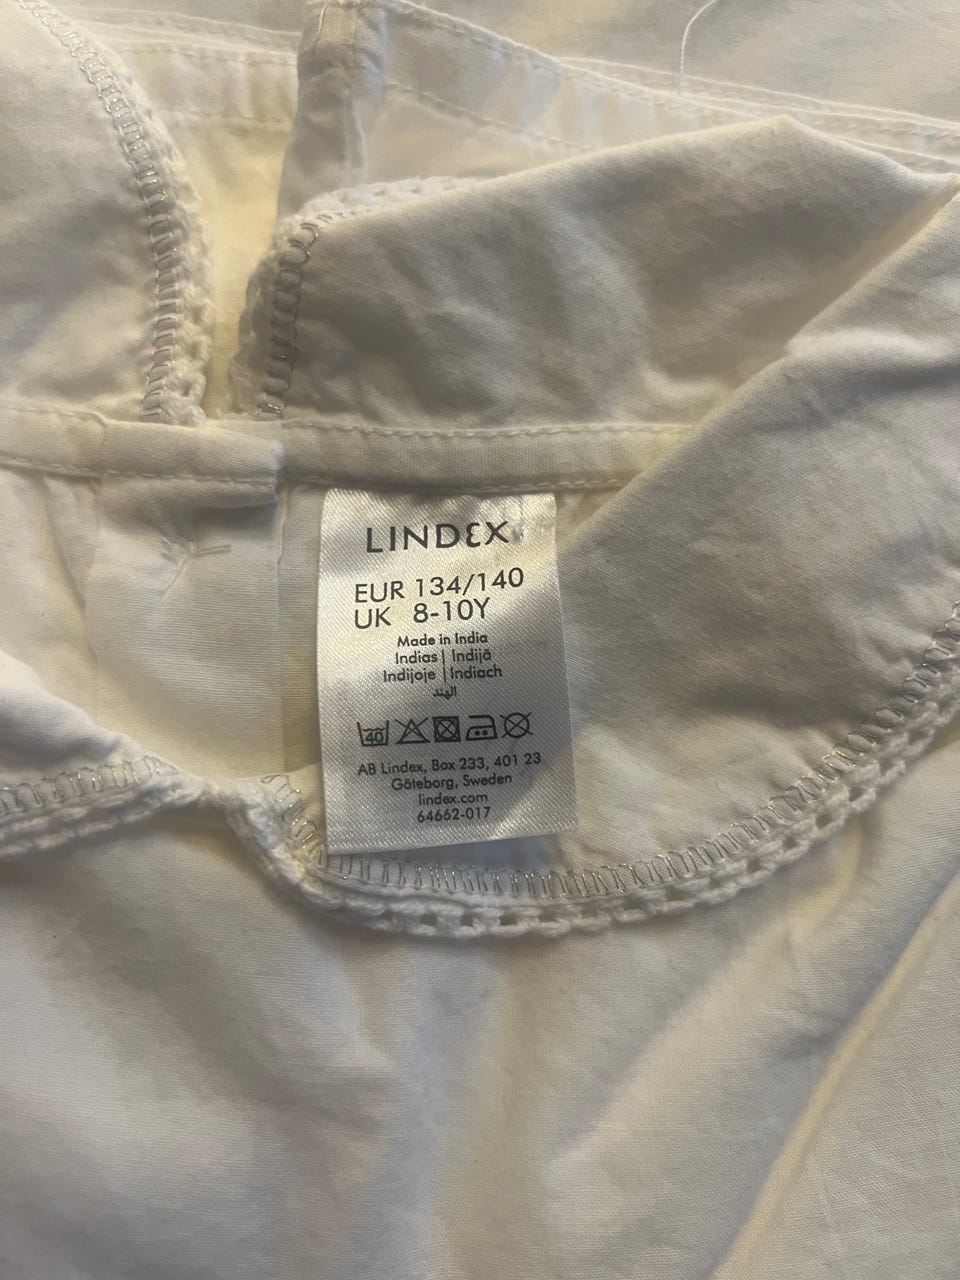 LINDEX
EUR 134/140
UK 8-10Y
Made in India
Indias | Indijā
Indijoje | Indiach
الهند
40
AB Lindex, Box 233, 401 23
Göteborg, Sweden
lindex.com
64662-017